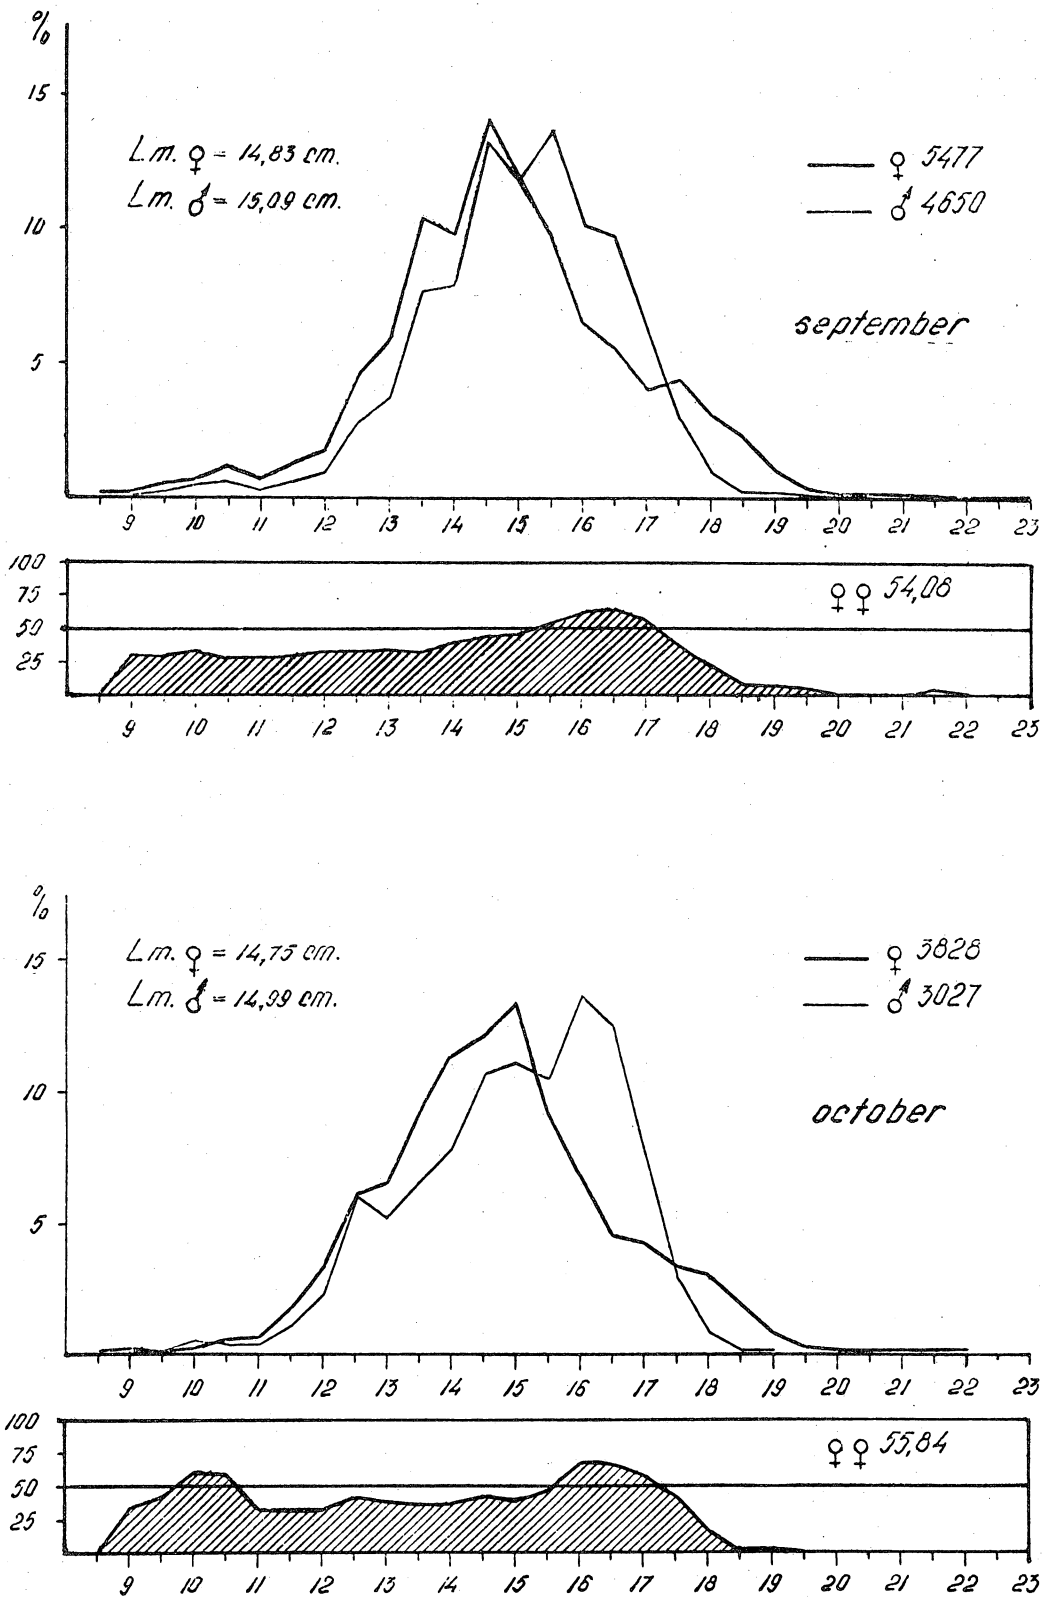 %
15
10
5
L.m. ♀ = 14,83 cm.
Lm. ♂ = 15,09 cm.
♀ 5477
♂ 4650
september
9 10 11 12 13 14 15 16 17 18 19 20 21 22 23
100
75
50
25
♀♀ 54,08
9 10 11 12 13 14 15 16 17 18 19 20 21 22 23
%
15
10
5
Lm. ♀ = 14,75 cm.
Lm. ♂ = 14,99 cm.
♀ 3828
♂ 3027
october
9 10 11 12 13 14 15 16 17 18 19 20 21 22 23
100
75
50
25
♀♀ 55,84
9 10 11 12 13 14 15 16 17 18 19 20 21 22 23